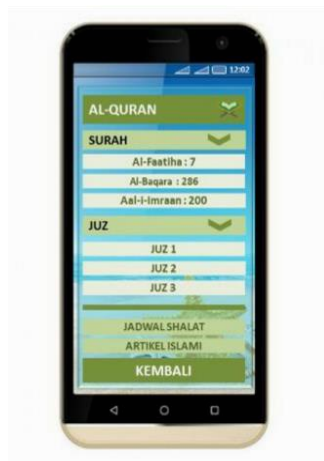 12:02
AL-QURAN
SURAH
Al-Faatiha : 7
Al-Baqara : 286
Aal-i-Imraan : 200
JUZ
JUZ 1
JUZ 2
JUZ 3
JADWAL SHALAT
ARTIKEL ISLAMI
KEMBALI